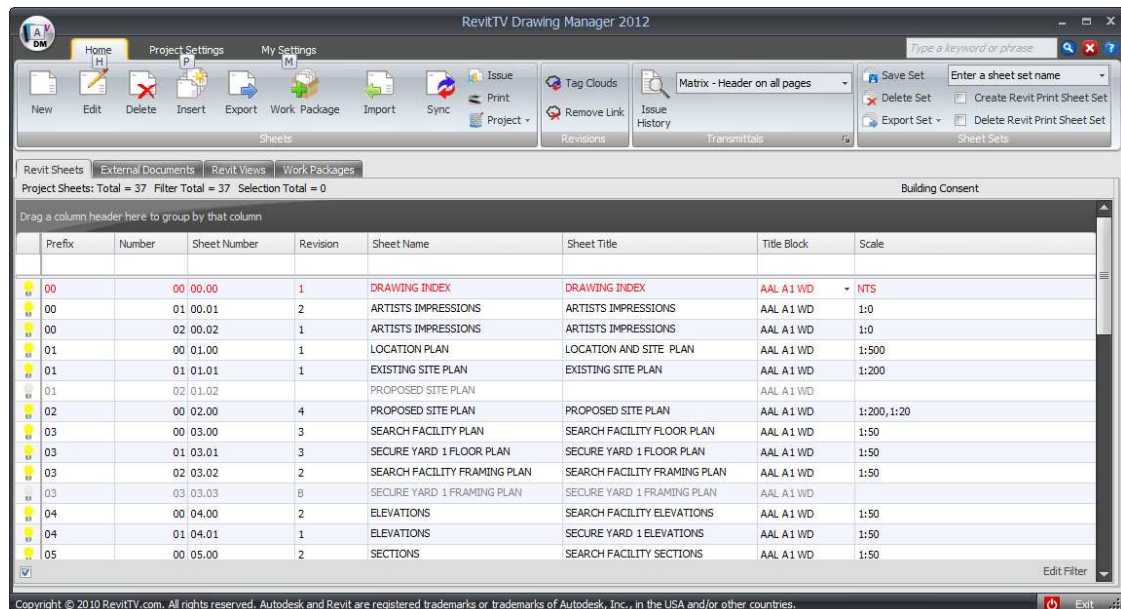 RevitTV Drawing Manager 2012
A
DM
Home Project Settings My Settings Type a keyword or phrase
H P M
New Edit Delete Insert Export Work Package Import Sync
Issue
Print
Project
Sheets
Tag Clouds
Remove Link
Revisions
Issue History
Matrix - Header on all pages
Transmittals
Save Set Enter a sheet set name
Delete Set Create Revit Print Sheet Set
Export Set Delete Revit Print Sheet Set
Sheet Sets
Revit Sheets External Documents Revit Views Work Packages
Project Sheets: Total = 37 Filter Total = 37 Selection Total = 0 Building Consent
Drag a column header here to group by that column
Prefix Number Sheet Number Revision Sheet Name Sheet Title Title Block Scale
00 00 00.00 1 DRAWING INDEX DRAWING INDEX AAL A1 WD NTS
00 01 00.01 2 ARTISTS IMPRESSIONS ARTISTS IMPRESSIONS AAL A1 WD 1:0
00 02 00.02 1 ARTISTS IMPRESSIONS ARTISTS IMPRESSIONS AAL A1 WD 1:0
01 00 01.00 1 LOCATION PLAN LOCATION AND SITE PLAN AAL A1 WD 1:500
01 01 01.01 1 EXISTING SITE PLAN EXISTING SITE PLAN AAL A1 WD 1:200
01 02 01.02 PROPOSED SITE PLAN AAL A1 WD
02 00 02.00 4 PROPOSED SITE PLAN PROPOSED SITE PLAN AAL A1 WD 1:200,1:20
03 00 03.00 3 SEARCH FACILITY PLAN SEARCH FACILITY FLOOR PLAN AAL A1 WD 1:50
03 01 03.01 3 SECURE YARD 1 FLOOR PLAN SECURE YARD 1 FLOOR PLAN AAL A1 WD 1:50
03 02 03.02 2 SEARCH FACILITY FRAMING PLAN SEARCH FACILITY FRAMING PLAN AAL A1 WD 1:50
03 03 03.03 B SECURE YARD 1 FRAMING PLAN SECURE YARD 1 FRAMING PLAN AAL A1 WD
04 00 04.00 2 ELEVATIONS SEARCH FACILITY ELEVATIONS AAL A1 WD 1:50
04 01 04.01 1 ELEVATIONS SECURE YARD 1 ELEVATIONS AAL A1 WD 1:50
05 00 05.00 2 SECTIONS SEARCH FACILITY SECTIONS AAL A1 WD 1:50
Edit Filter
Copyright © 2010 RevitTV.com. All rights reserved. Autodesk and Revit are registered trademarks or trademarks of Autodesk, Inc., in the USA and/or other countries. Exit